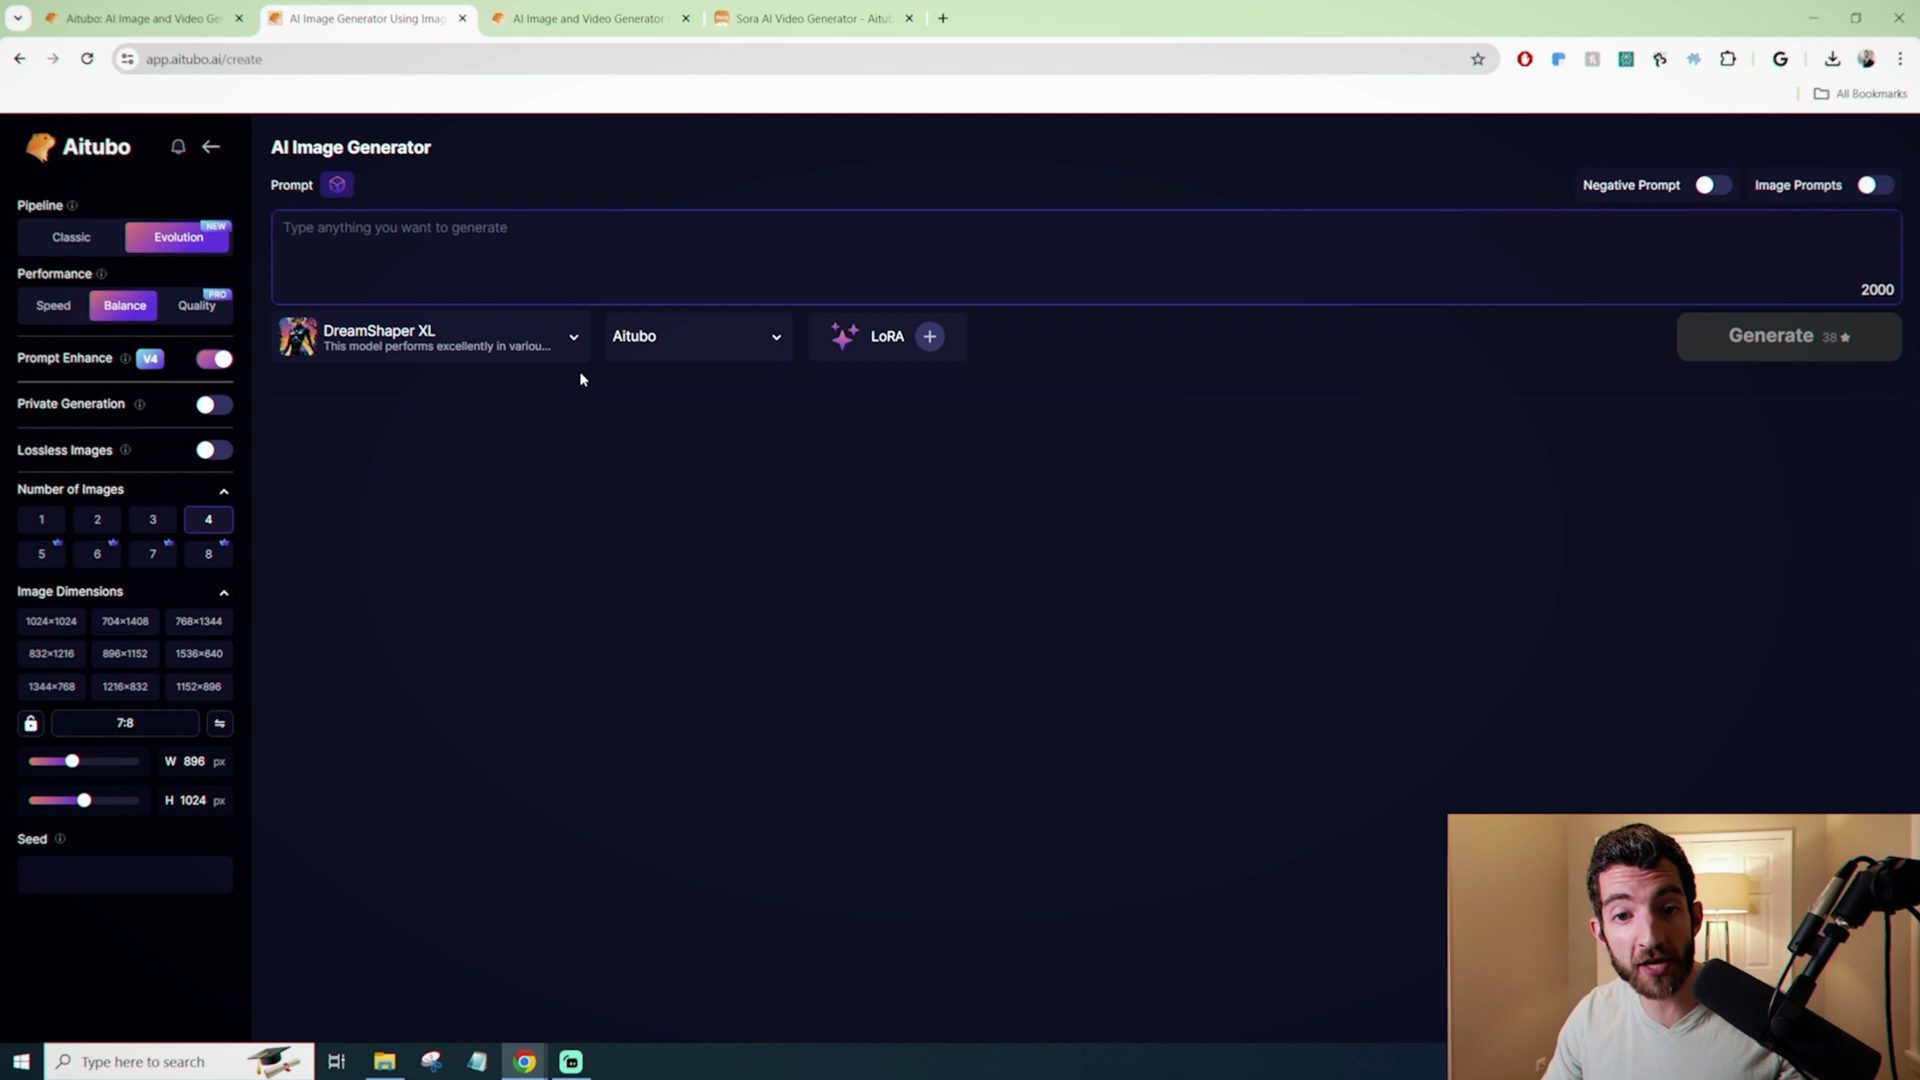 Aitubo: AI Image and Video Ge
AI Image Generator Using Imag
AI Image and Video Generator
Sora AI Video Generator - Aitub
app.aitubo.ai/create
All Bookmarks
Aitubo
AI Image Generator
Prompt
Negative Prompt
Image Prompts
Pipeline
Classic
Evolution
NEW
Type anything you want to generate
2000
Performance
Speed
Balance
Quality
PRO
DreamShaper XL
This model performs excellently in variou...
Aitubo
LoRA
Generate 38
Prompt Enhance V4
Private Generation
Lossless Images
Number of Images
1 2 3 4
5 6 7 8
Image Dimensions
1024×1024 704×1408 768×1344
832×1216 896×1152 1536×640
1344×768 1216×832 1152×896
7:8
W 896 px
H 1024 px
Seed
Type here to search